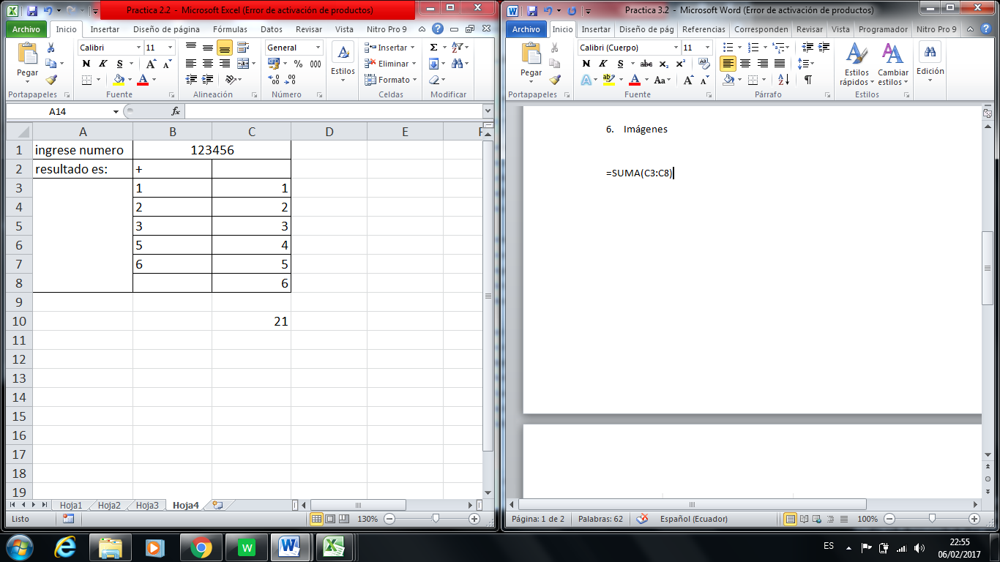 Practica 2.2 - Microsoft Excel (Error de activación de productos)
Archivo Inicio Insertar Diseño de página Fórmulas Datos Revisar Vista Nitro Pro 9
Pegar
Calibri 11
N K S A A
A
General
% 000
Estilos
Insertar
Eliminar
Formato
Σ
Portapapeles Fuente Alineación Número Celdas Modificar
A14 fx
A B C D E F
1 ingrese numero 123456
2 resultado es: +
3 1 1
4 2 2
5 3 3
6 5 4
7 6 5
8 6
9
10 21
11
12
13
14
15
16
17
18
19
Hoja1 Hoja2 Hoja3 Hoja4
Listo 130%
Practica 3.2 - Microsoft Word (Error de activación de productos)
Archivo Inicio Insertar Diseño de pág Referencias Corresponden Revisar Vista Programador Nitro Pro 9
Pegar
Calibri (Cuerpo) 11
N K S abc x₂ x²
A ab A Aa A A
Estilos rápidos
Cambiar estilos
Edición
Portapapeles Fuente Párrafo Estilos
6. Imágenes
=SUMA(C3:C8)
Página: 1 de 2 Palabras: 62 Español (Ecuador) 100%
ES 22:55
06/02/2017